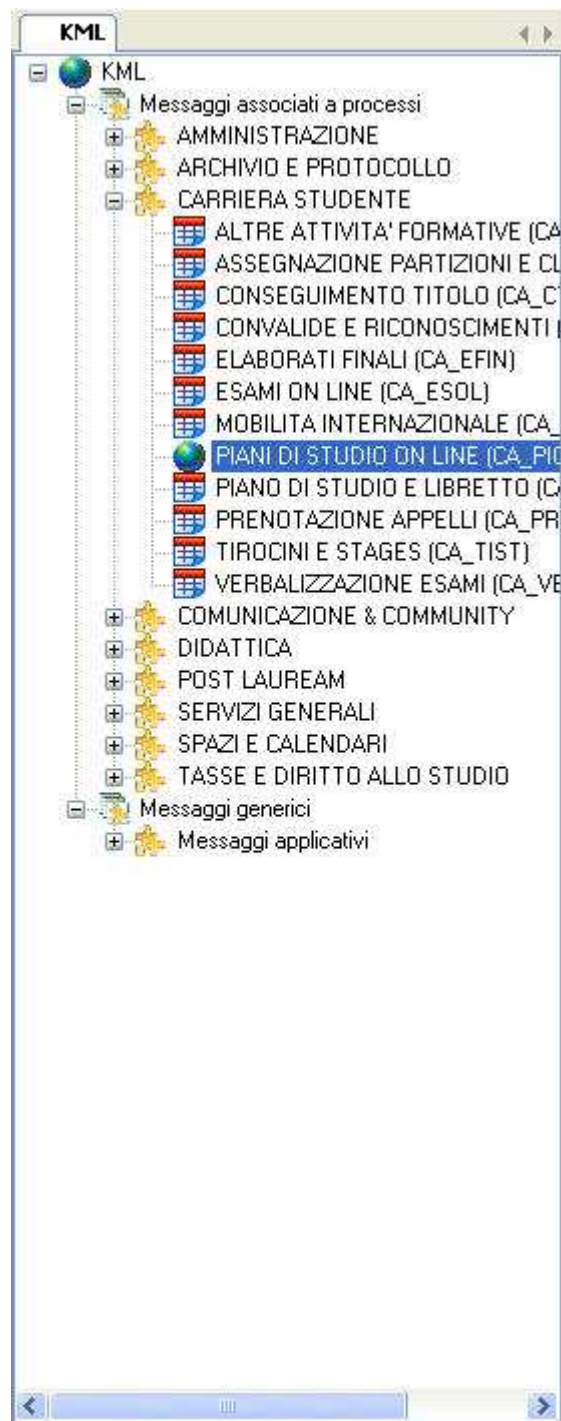 KML
KML
Messaggi associati a processi
AMMINISTRAZIONE
ARCHIVIO E PROTOCOLLO
CARRIERA STUDENTE
ALTRE ATTIVITA' FORMATIVE (CA
ASSEGNAZIONE PARTIZIONI E CL
CONSEGUIMENTO TITOLO (CA_CT
CONVALIDE E RICONOSCIMENTI (
ELABORATI FINALI (CA_EFIN)
ESAMI ON LINE (CA_ESOL)
MOBILITA INTERNAZIONALE (CA_
PIANI DI STUDIO ON LINE (CA_PIO
PIANO DI STUDIO E LIBRETTO (CA
PRENOTAZIONE APPELLI (CA_PR
TIROCINI E STAGES (CA_TIST)
VERBALIZZAZIONE ESAMI (CA_VE
COMUNICAZIONE & COMMUNITY
DIDATTICA
POST LAUREAM
SERVIZI GENERALI
SPAZI E CALENDARI
TASSE E DIRITTO ALLO STUDIO
Messaggi generici
Messaggi applicativi